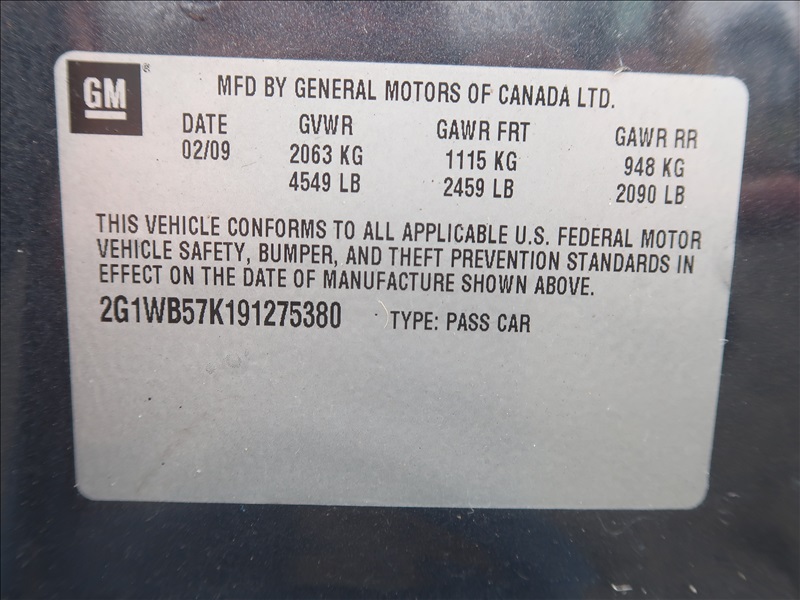 GM®
MFD BY GENERAL MOTORS OF CANADA LTD.
DATE GVWR GAWR FRT GAWR RR
02/09 2063 KG 1115 KG 948 KG
4549 LB 2459 LB 2090 LB
THIS VEHICLE CONFORMS TO ALL APPLICABLE U.S. FEDERAL MOTOR
VEHICLE SAFETY, BUMPER, AND THEFT PREVENTION STANDARDS IN
EFFECT ON THE DATE OF MANUFACTURE SHOWN ABOVE.
2G1WB57K191275380 TYPE: PASS CAR